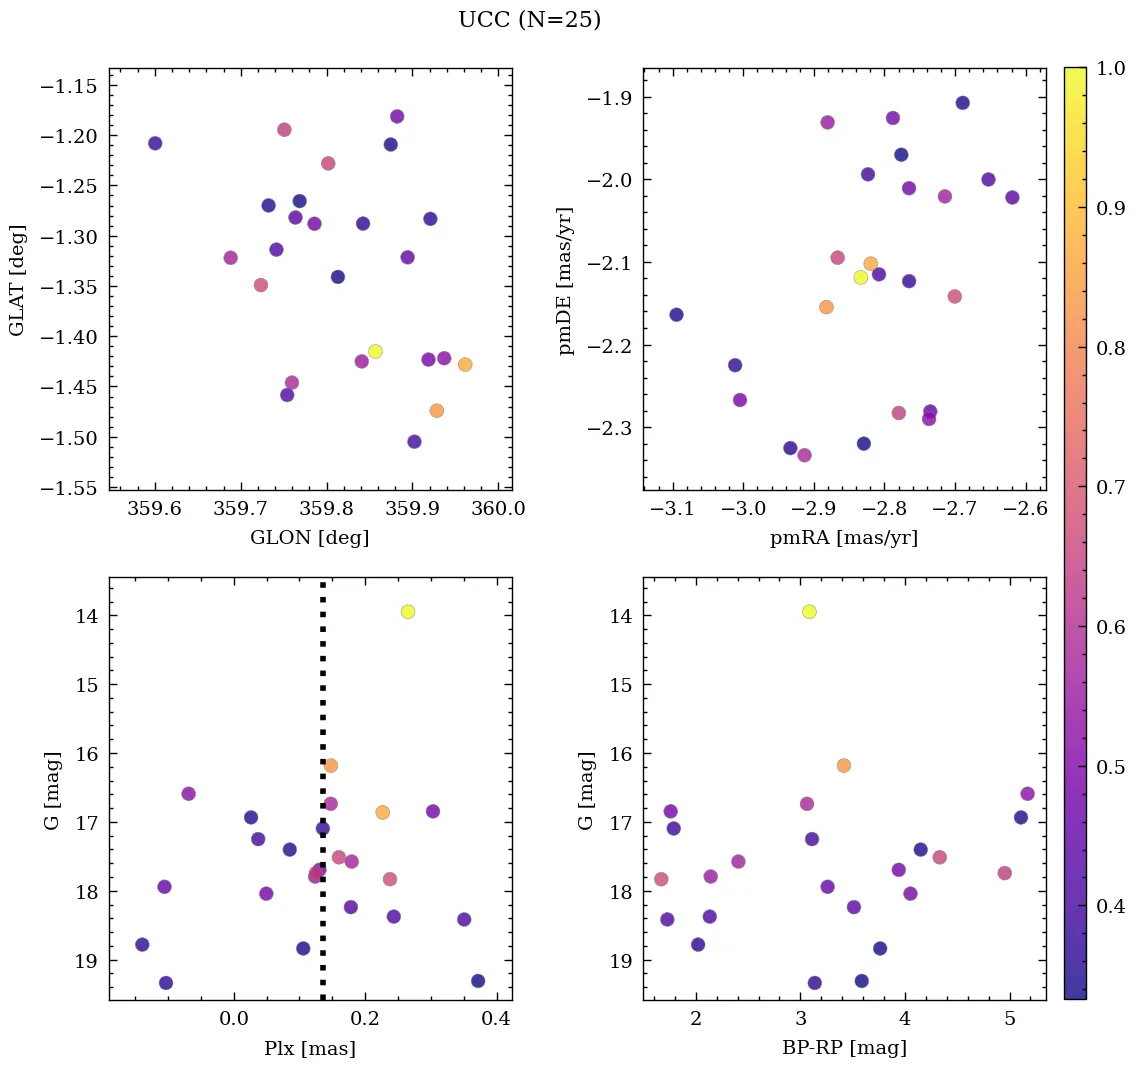 UCC (N=25)
−1.15
−1.20
−1.25
−1.30
−1.35
−1.40
−1.45
−1.50
−1.55
GLAT [deg]
359.6 359.7 359.8 359.9 360.0
GLON [deg]
−1.9
−2.0
−2.1
−2.2
−2.3
pmDE [mas/yr]
−3.1 −3.0 −2.9 −2.8 −2.7 −2.6
pmRA [mas/yr]
14
15
16
17
18
19
G [mag]
0.0 0.2 0.4
Plx [mas]
14
15
16
17
18
19
G [mag]
2 3 4 5
BP-RP [mag]
1.0
0.9
0.8
0.7
0.6
0.5
0.4